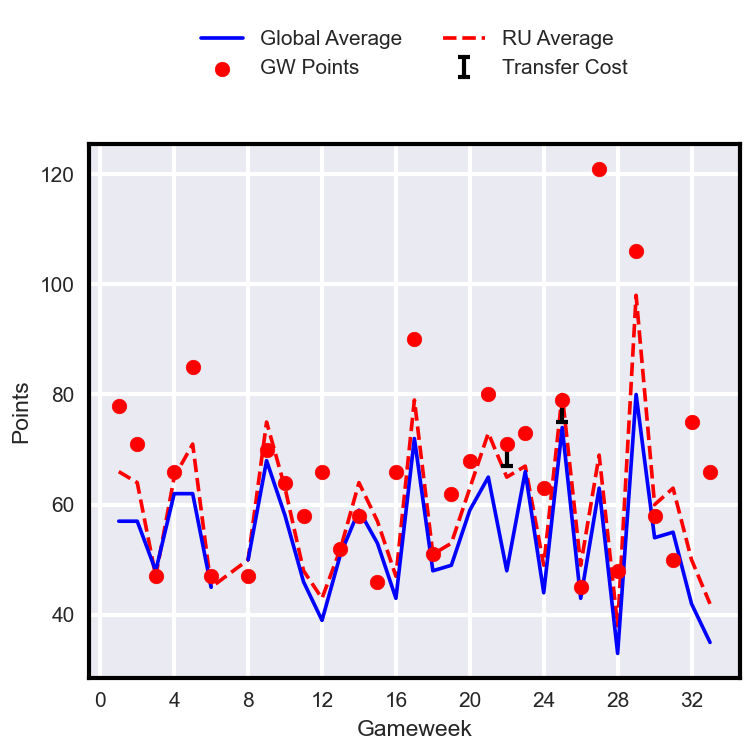 Global Average
RU Average
GW Points
Transfer Cost
120
100
80
60
40
Points
0 4 8 12 16 20 24 28 32
Gameweek